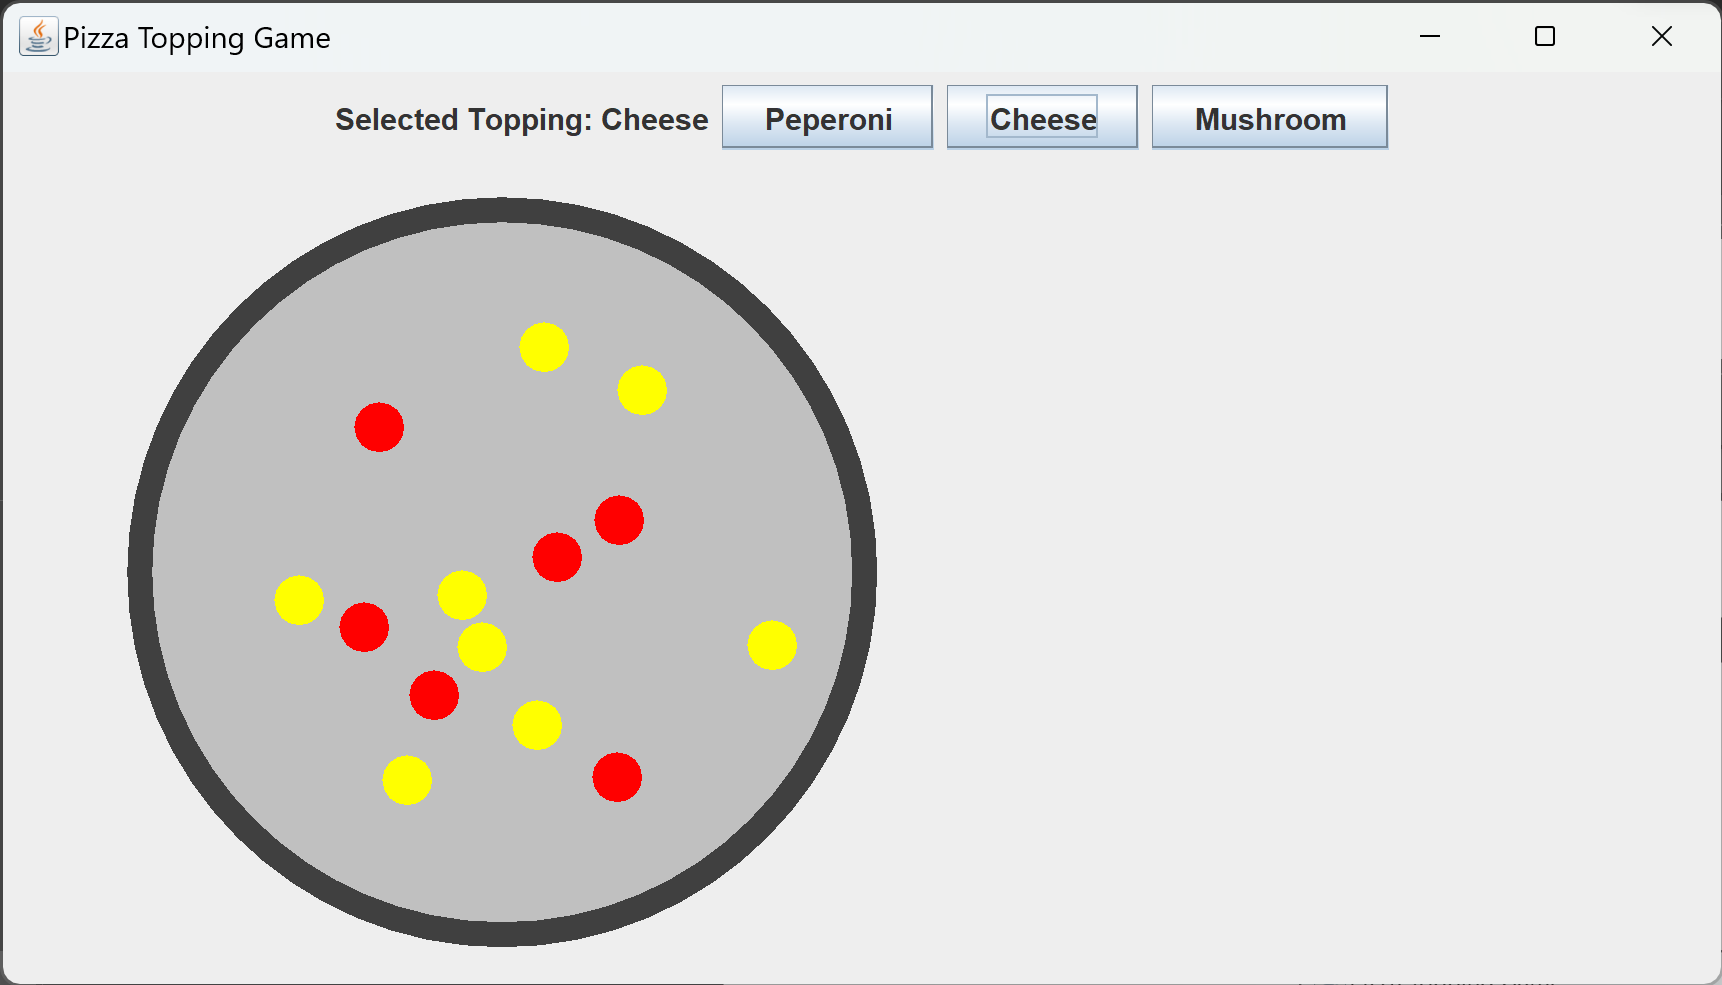 Pizza Topping Game
Selected Topping: Cheese Peperoni Cheese Mushroom